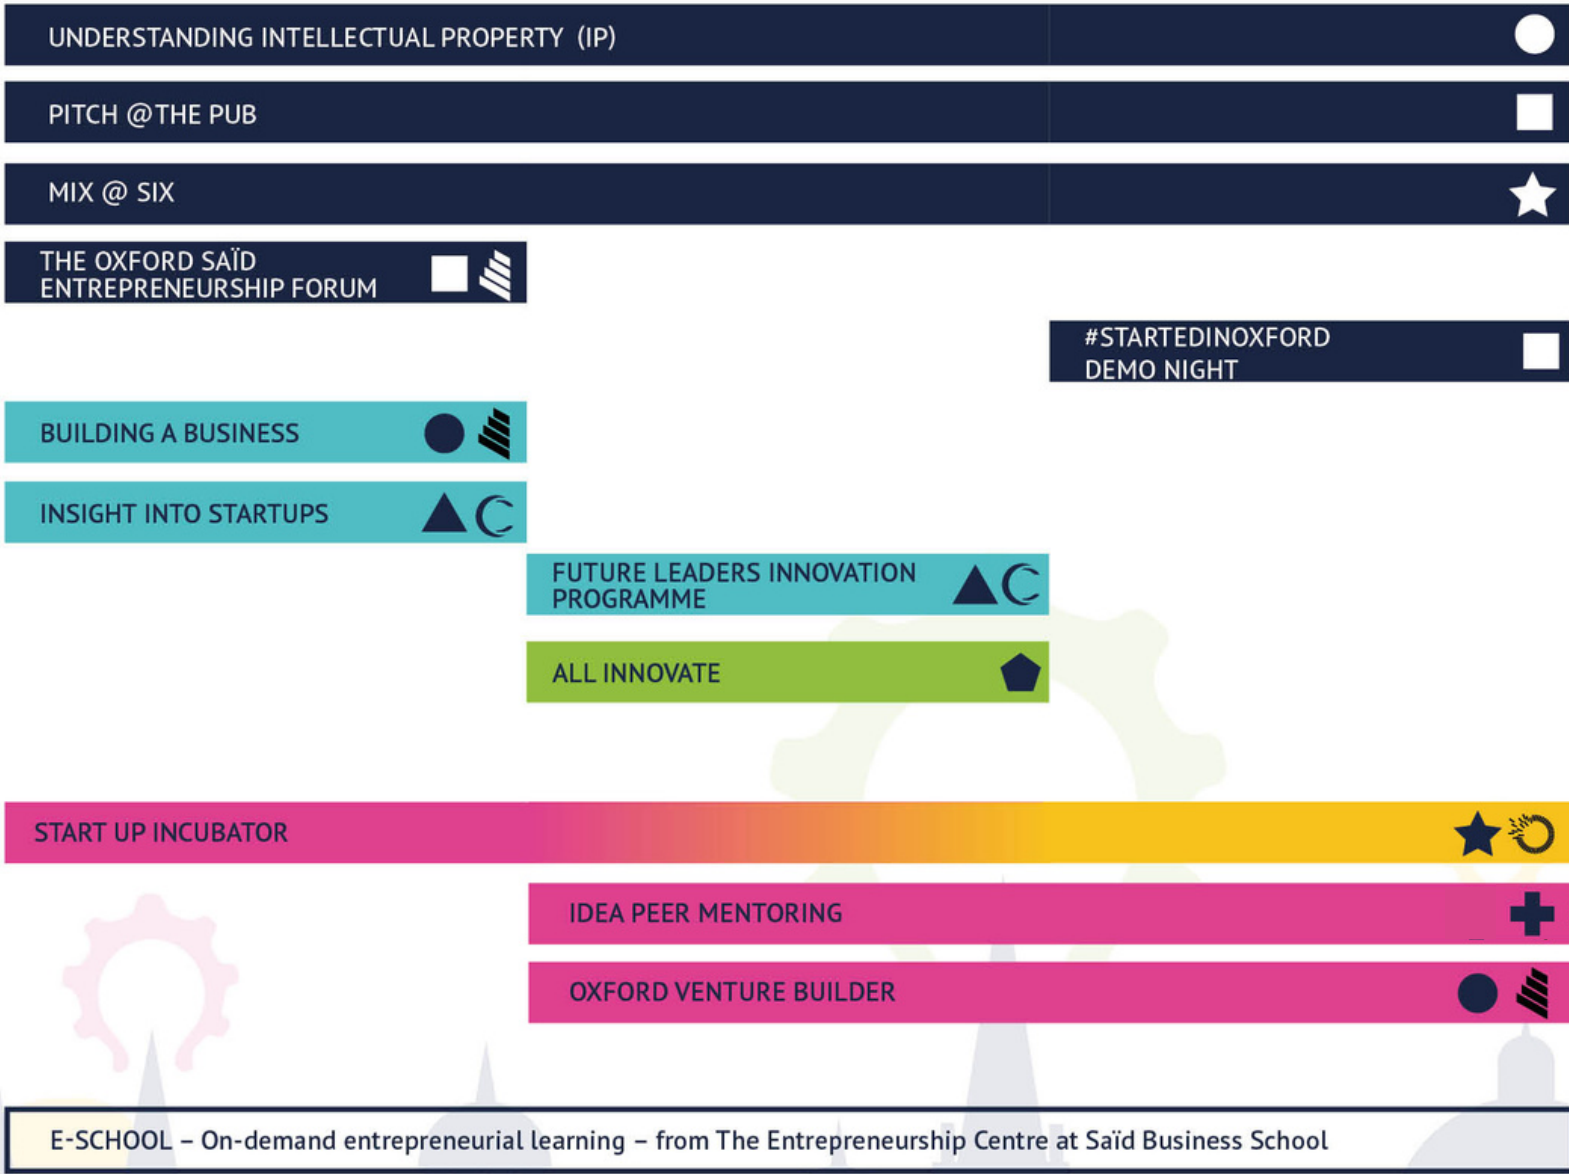 UNDERSTANDING INTELLECTUAL PROPERTY (IP)
PITCH @THE PUB
MIX @ SIX
THE OXFORD SAÏD
ENTREPRENEURSHIP FORUM
#STARTEDINOXFORD
DEMO NIGHT
BUILDING A BUSINESS
INSIGHT INTO STARTUPS
FUTURE LEADERS INNOVATION
PROGRAMME
ALL INNOVATE
START UP INCUBATOR
IDEA PEER MENTORING
OXFORD VENTURE BUILDER
E-SCHOOL – On-demand entrepreneurial learning – from The Entrepreneurship Centre at Saïd Business School